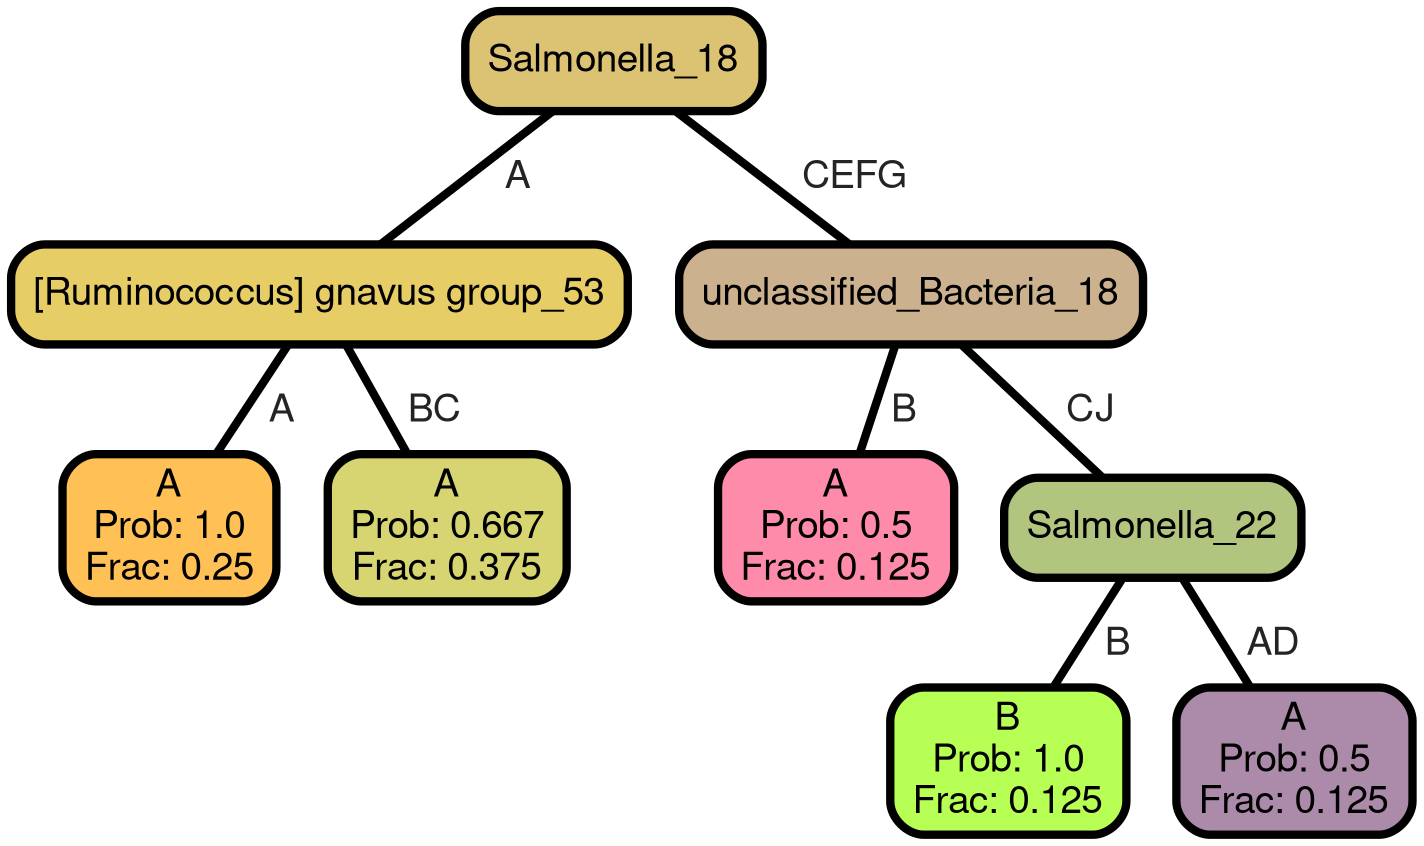 Salmonella_18
A
CEFG
[Ruminococcus] gnavus group_53
unclassified_Bacteria_18
A
BC
B
CJ
A
Prob: 1.0
Frac: 0.25
A
Prob: 0.667
Frac: 0.375
A
Prob: 0.5
Frac: 0.125
Salmonella_22
B
AD
B
Prob: 1.0
Frac: 0.125
A
Prob: 0.5
Frac: 0.125